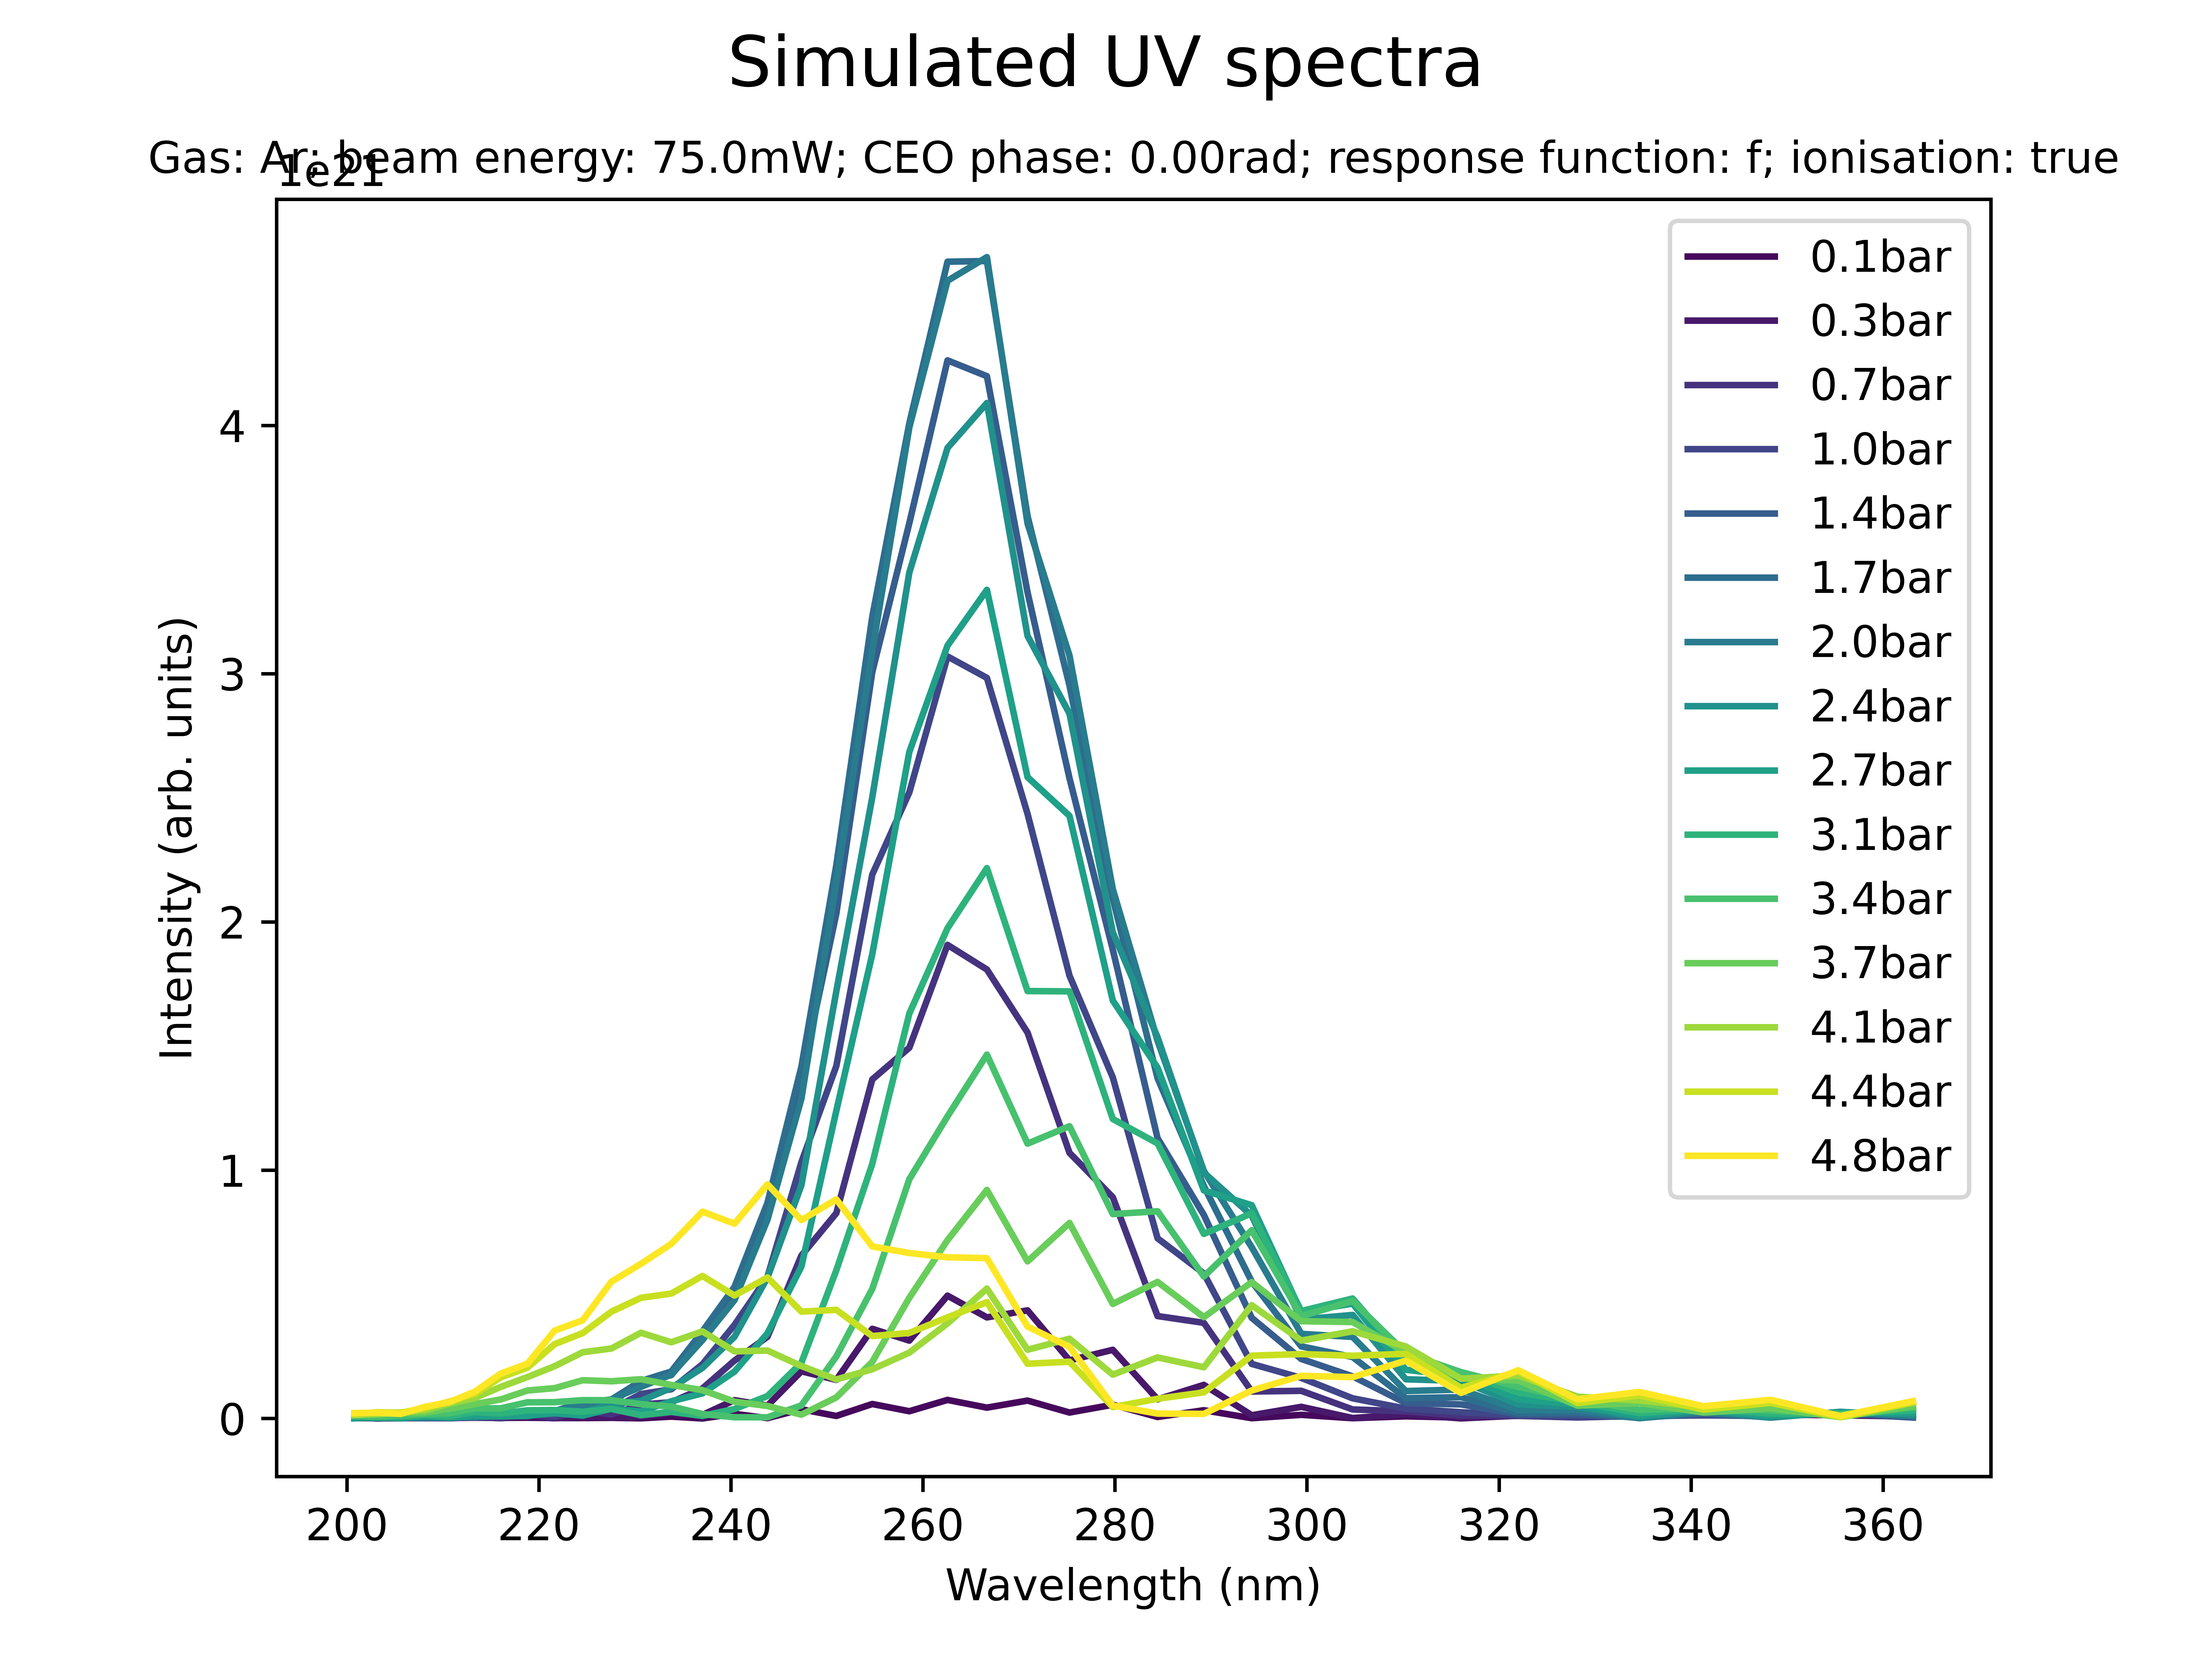 Simulated UV spectra
Gas: Ar; beam energy: 75.0mW; CEO phase: 0.00rad; response function: f; ionisation: true
1e21
0.1bar
0.3bar
0.7bar
1.0bar
1.4bar
1.7bar
2.0bar
2.4bar
2.7bar
3.1bar
3.4bar
3.7bar
4.1bar
4.4bar
4.8bar
4
3
2
1
0
Intensity (arb. units)
200 220 240 260 280 300 320 340 360
Wavelength (nm)